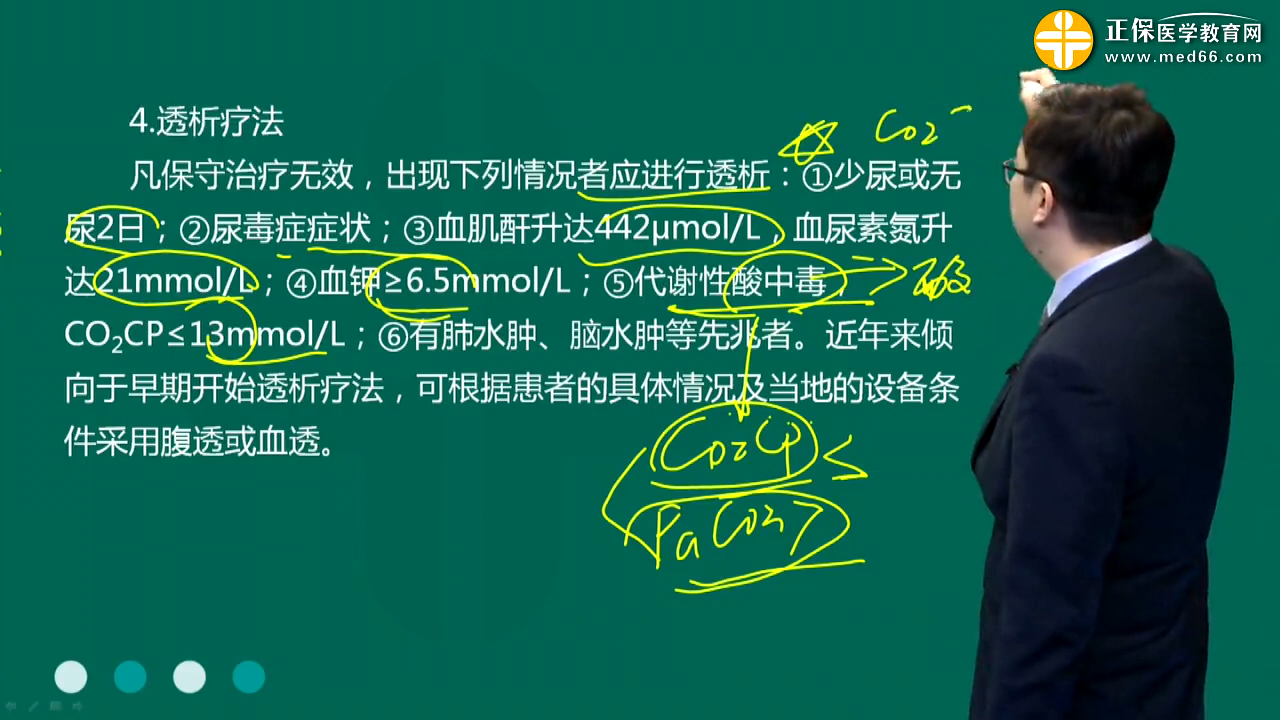 正保医学教育网
www.med66.com
4.透析疗法
凡保守治疗无效，出现下列情况者应进行透析：①少尿或无
尿2日；②尿毒症症状；③血肌酐升达442μmol/L，血尿素氮升
达21mmol/L；④血钾≥6.5mmol/L；⑤代谢性酸中毒，
CO₂CP≤13mmol/L；⑥有肺水肿、脑水肿等先兆者。近年来倾
向于早期开始透析疗法，可根据患者的具体情况及当地的设备条
件采用腹透或血透。
CO2
CO2CP≤
PaCO2